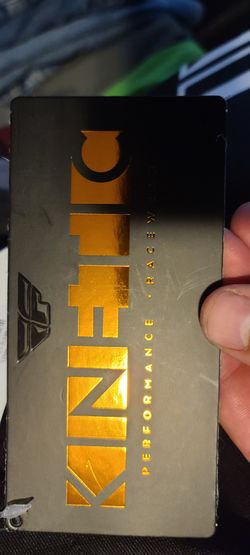 KINETIC
PERFORMANCE · RACEWEAR